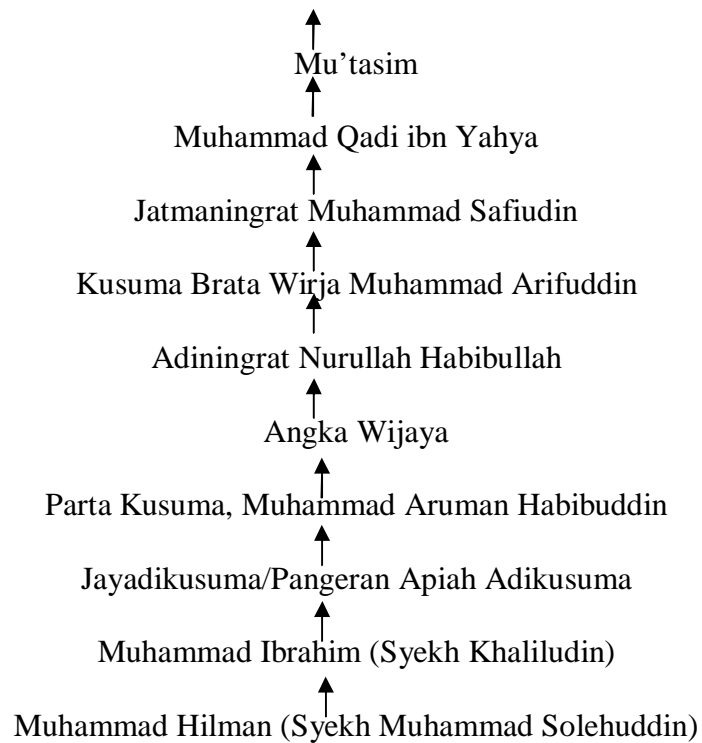 Mu’tasim
Muhammad Qadi ibn Yahya
Jatmaningrat Muhammad Safiudin
Kusuma Brata Wirja Muhammad Arifuddin
Adiningrat Nurullah Habibullah
Angka Wijaya
Parta Kusuma, Muhammad Aruman Habibuddin
Jayadikusuma/Pangeran Apiah Adikusuma
Muhammad Ibrahim (Syekh Khaliludin)
Muhammad Hilman (Syekh Muhammad Solehuddin)